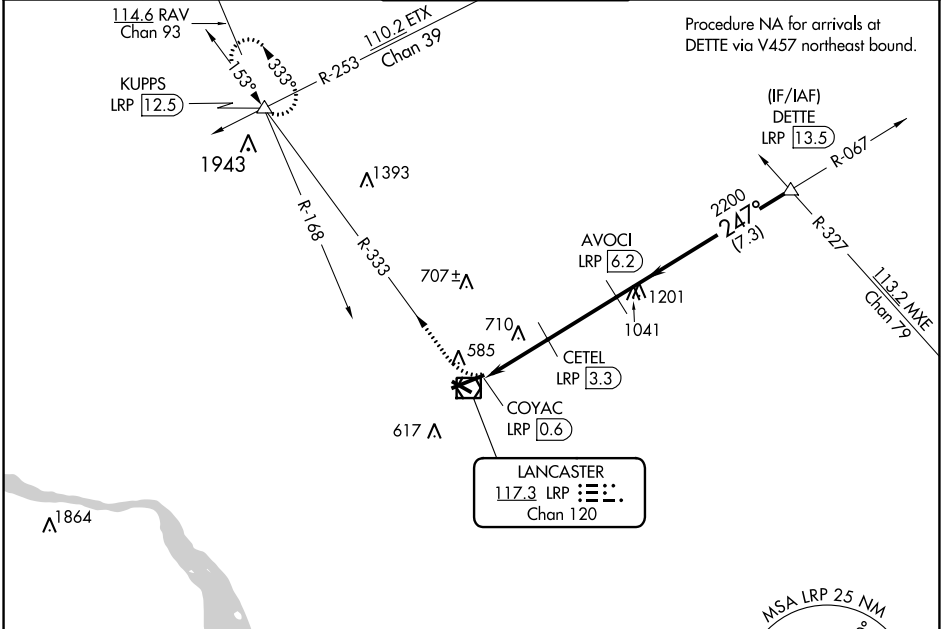 114.6 RAV
Chan 93
110.2 ETX
Chan 39
R-253
Procedure NA for arrivals at
DETTE via V457 northeast bound.
KUPPS
LRP 12.5
153°
333°
1943
1393
R-168
R-333
(IF/IAF)
DETTE
LRP 13.5
R-067
2200
247°
(7.3)
R-327
113.2 MXE
Chan 79
AVOCI
LRP 6.2
1201
1041
707±
710
585
CETEL
LRP 3.3
COYAC
LRP 0.6
617
LANCASTER
117.3 LRP
Chan 120
1864
MSA LRP 25 NM